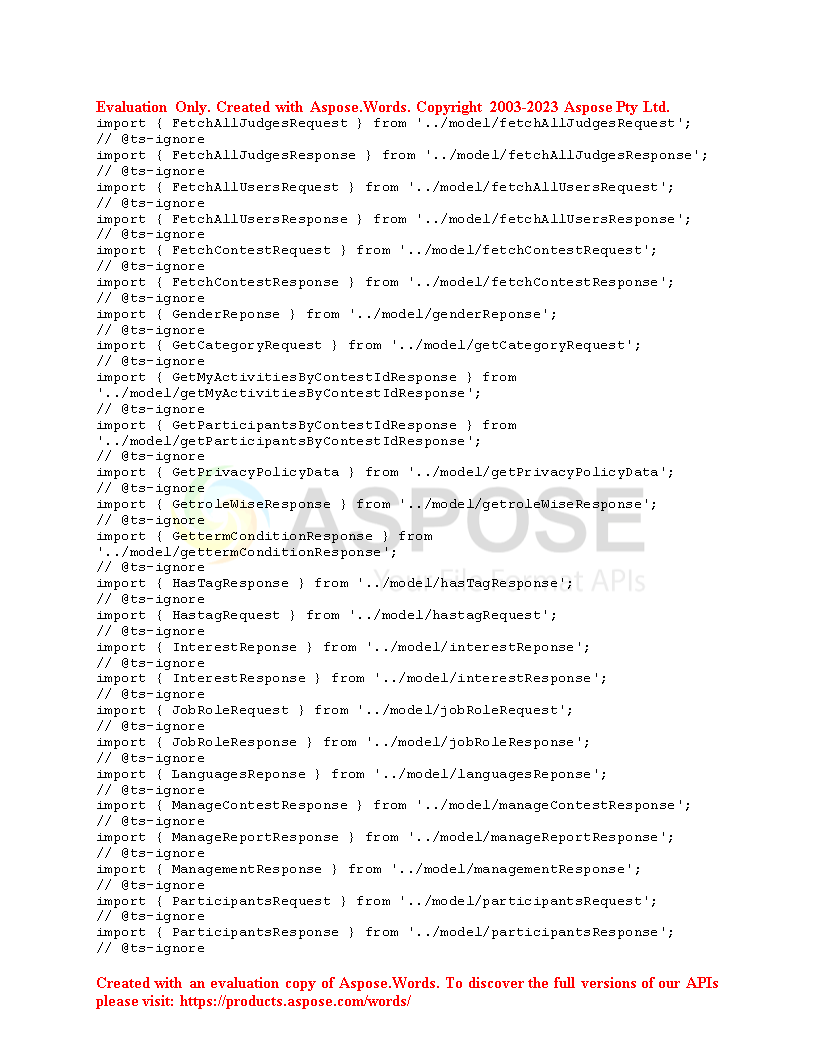 Evaluation Only. Created with Aspose.Words. Copyright 2003-2023 Aspose Pty Ltd.
import { FetchAllJudgesRequest } from '../model/fetchAllJudgesRequest';
// @ts-ignore
import { FetchAllJudgesResponse } from '../model/fetchAllJudgesResponse';
// @ts-ignore
import { FetchAllUsersRequest } from '../model/fetchAllUsersRequest';
// @ts-ignore
import { FetchAllUsersResponse } from '../model/fetchAllUsersResponse';
// @ts-ignore
import { FetchContestRequest } from '../model/fetchContestRequest';
// @ts-ignore
import { FetchContestResponse } from '../model/fetchContestResponse';
// @ts-ignore
import { GenderReponse } from '../model/genderReponse';
// @ts-ignore
import { GetCategoryRequest } from '../model/getCategoryRequest';
// @ts-ignore
import { GetMyActivitiesByContestIdResponse } from
'../model/getMyActivitiesByContestIdResponse';
// @ts-ignore
import { GetParticipantsByContestIdResponse } from
'../model/getParticipantsByContestIdResponse';
// @ts-ignore
import { GetPrivacyPolicyData } from '../model/getPrivacyPolicyData';
// @ts-ignore
import { GetroleWiseResponse } from '../model/getroleWiseResponse';
// @ts-ignore
import { GettermConditionResponse } from
'../model/gettermConditionResponse';
// @ts-ignore
import { HasTagResponse } from '../model/hasTagResponse';
// @ts-ignore
import { HastagRequest } from '../model/hastagRequest';
// @ts-ignore
import { InterestReponse } from '../model/interestReponse';
// @ts-ignore
import { InterestResponse } from '../model/interestResponse';
// @ts-ignore
import { JobRoleRequest } from '../model/jobRoleRequest';
// @ts-ignore
import { JobRoleResponse } from '../model/jobRoleResponse';
// @ts-ignore
import { LanguagesReponse } from '../model/languagesReponse';
// @ts-ignore
import { ManageContestResponse } from '../model/manageContestResponse';
// @ts-ignore
import { ManageReportResponse } from '../model/manageReportResponse';
// @ts-ignore
import { ManagementResponse } from '../model/managementResponse';
// @ts-ignore
import { ParticipantsRequest } from '../model/participantsRequest';
// @ts-ignore
import { ParticipantsResponse } from '../model/participantsResponse';
// @ts-ignore
ASPOSE
Your File Format APIs
Created with an evaluation copy of Aspose.Words. To discover the full versions of our APIs
please visit: https://products.aspose.com/words/